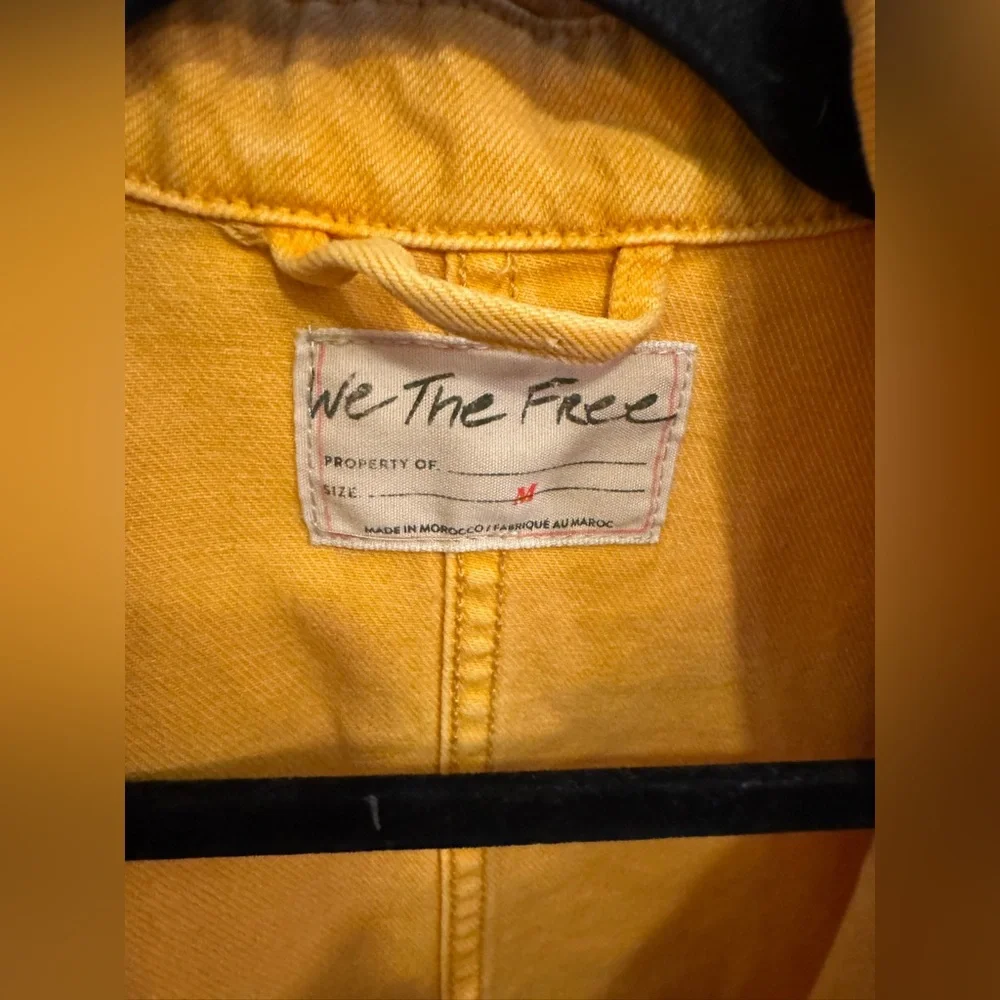 We The Free
PROPERTY OF.
SIZE M
MADE IN MOROCCO / FABRIQUÉ AU MAROC